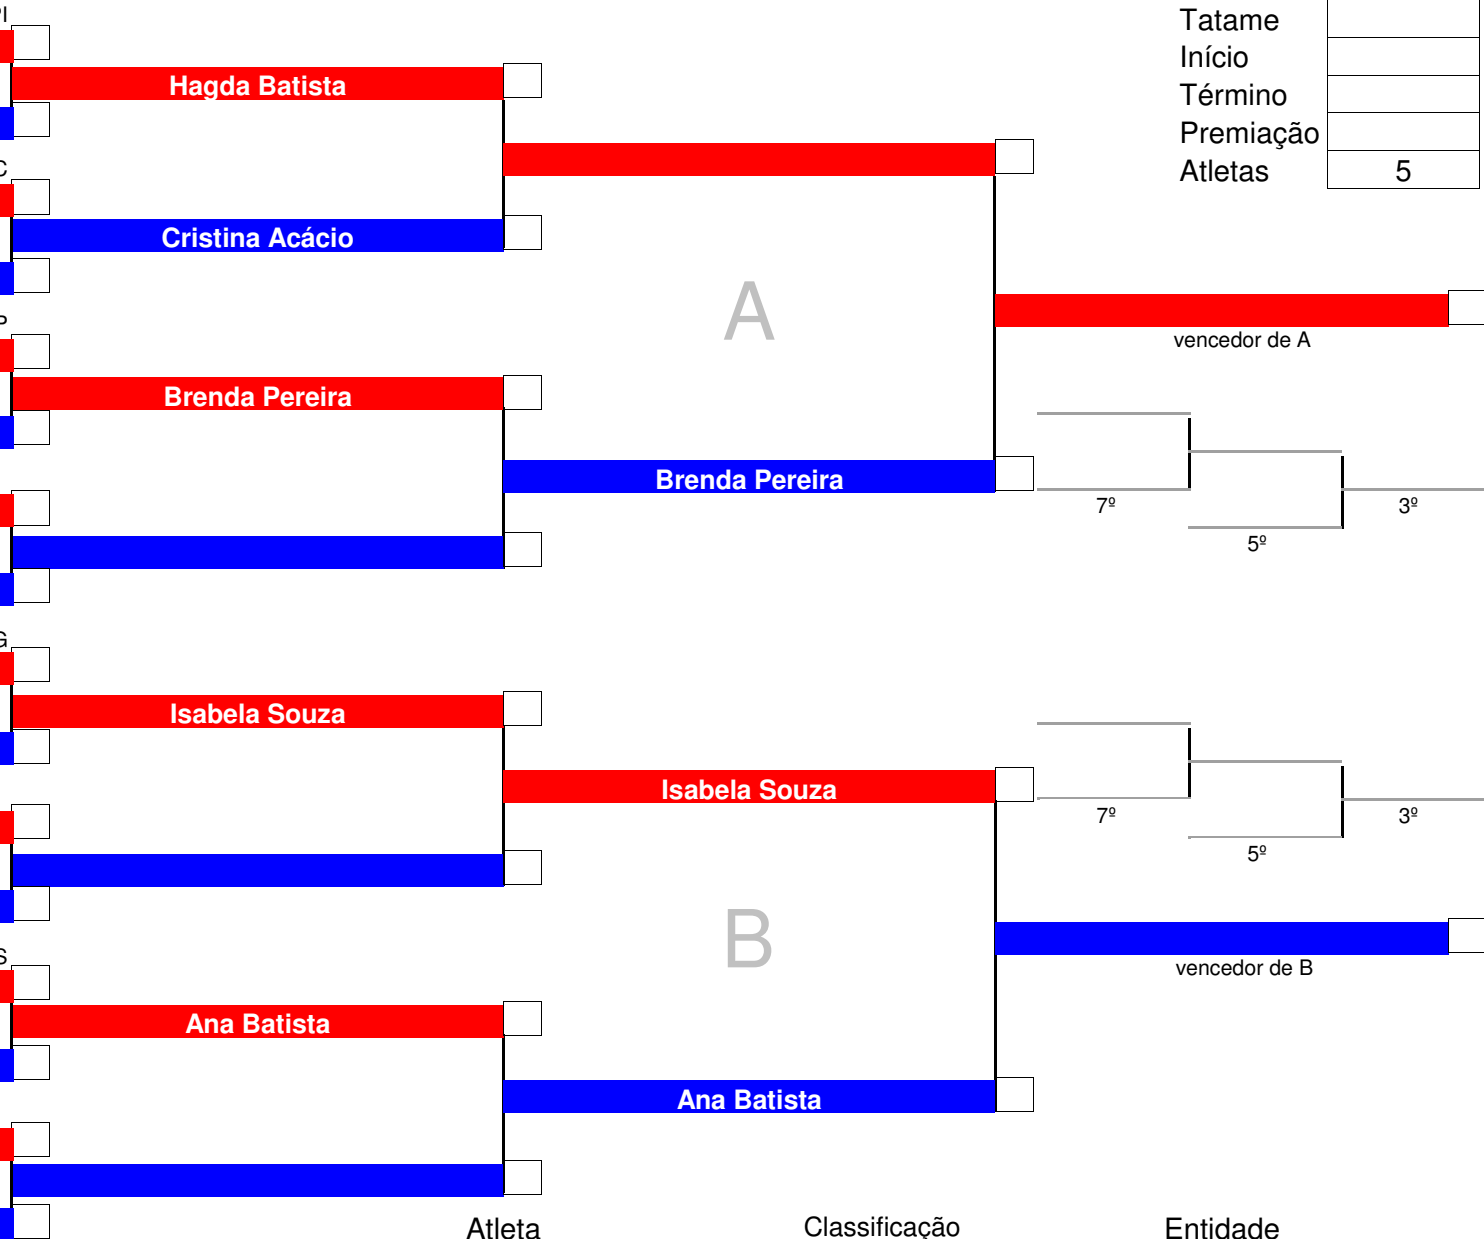 Tatame
Início
Término
Premiação
Atletas 5
Hagda Batista
Cristina Acácio
A
vencedor de A
Brenda Pereira
Brenda Pereira
7º
3º
5º
Isabela Souza
Isabela Souza
7º
3º
5º
B
vencedor de B
Ana Batista
Ana Batista
Atleta Classificação Entidade